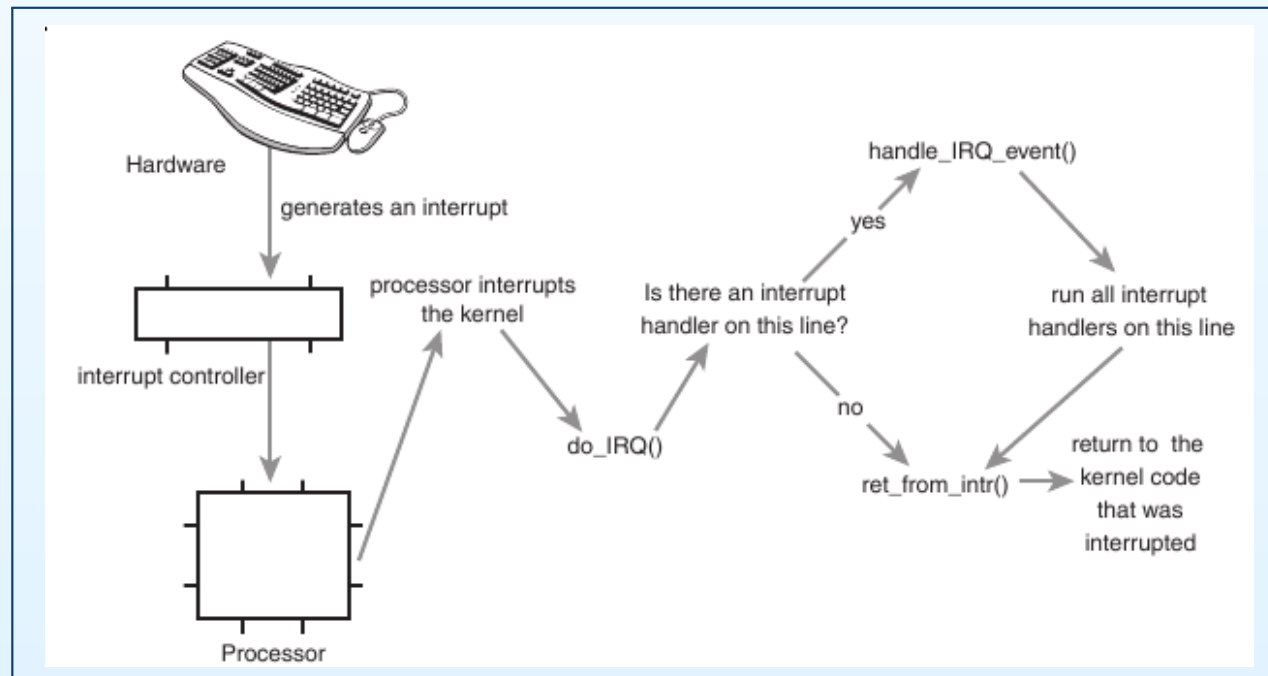 Hardware
generates an interrupt
interrupt controller
Processor
processor interrupts
the kernel
do_IRQ()
Is there an interrupt
handler on this line?
yes
no
handle_IRQ_event()
run all interrupt
handlers on this line
ret_from_intr()
return to the
kernel code
that was
interrupted